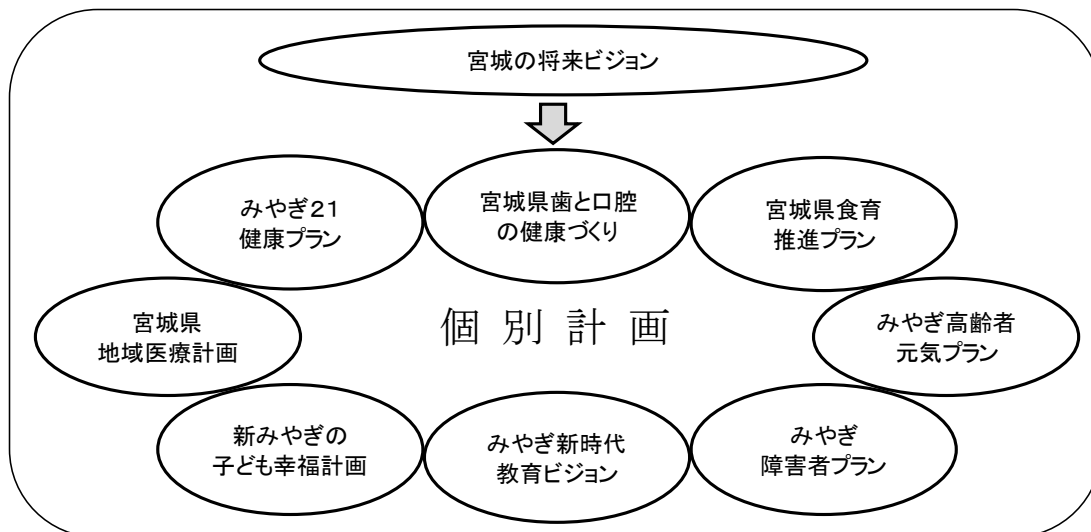 宮城の将来ビジョン
みやぎ21
健康プラン
宮城県歯と口腔
の健康づくり
宮城県食育
推進プラン
宮城県
地域医療計画
個別計画
みやぎ高齢者
元気プラン
新みやぎの
子ども幸福計画
みやぎ新時代
教育ビジョン
みやぎ
障害者プラン